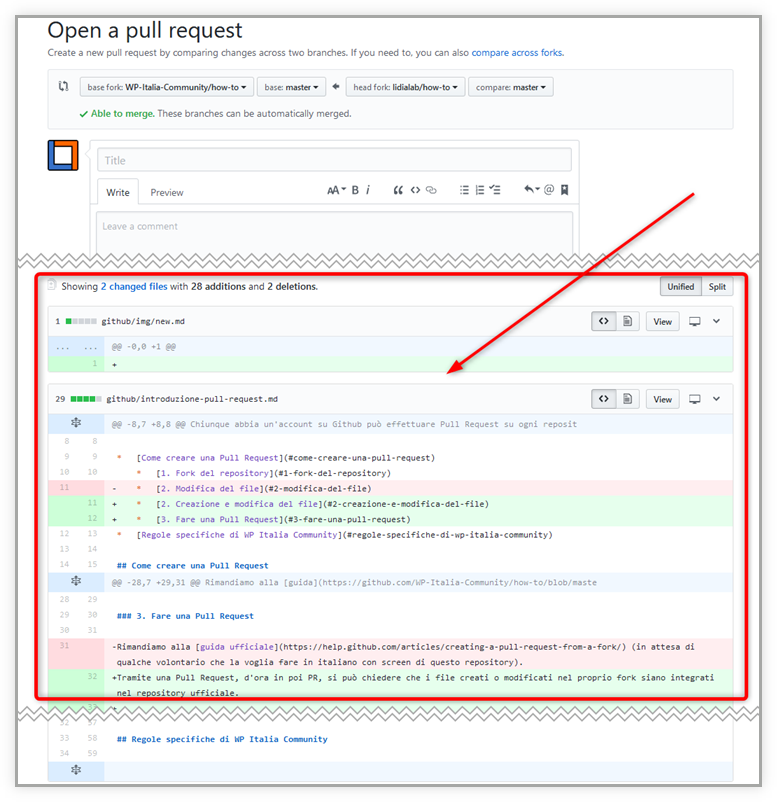 Open a pull request
Create a new pull request by comparing changes across two branches. If you need to, you can also compare across forks.
base fork: WP-Italia-Community/how-to base: master head fork: lidialab/how-to compare: master
Able to merge. These branches can be automatically merged.
Title
Write Preview AA B i @
Leave a comment
Showing 2 changed files with 28 additions and 2 deletions. Unified Split
1 github/img/new.md <> View
... ... @@ -0,0 +1 @@
1 +
29 github/introduzione-pull-request.md <> View
@@ -8,7 +8,8 @@ Chiunque abbia un'account su Github può effettuare Pull Request su ogni reposit
8 8
9 9 * [Come creare una Pull Request](#come-creare-una-pull-request)
10 10 * [1. Fork del repository](#1-fork-del-repository)
11 - * [2. Modifica del file](#2-modifica-del-file)
11 + * [2. Creazione e modifica del file](#2-creazione-e-modifica-del-file)
12 + * [3. Fare una Pull Request](#3-fare-una-pull-request)
12 13 * [Regole specifiche di WP Italia Community](#regole-specifiche-di-wp-italia-community)
13 14
14 15 ## Come creare una Pull Request
@@ -28,7 +29,31 @@ Rimandiamo alla [guida](https://github.com/WP-Italia-Community/how-to/blob/maste
28 29
29 30 ### 3. Fare una Pull Request
30 31
31 -Rimandiamo alla [guida ufficiale](https://help.github.com/articles/creating-a-pull-request-from-a-fork/) (in attesa di
qualche volontario che la voglia fare in italiano con screen di questo repository).
32 +Tramite una Pull Request, d'ora in poi PR, si può chiedere che i file creati o modificati nel proprio fork siano integrati
nel repository ufficiale.
33 +
32 57
33 58 ## Regole specifiche di WP Italia Community
34 59